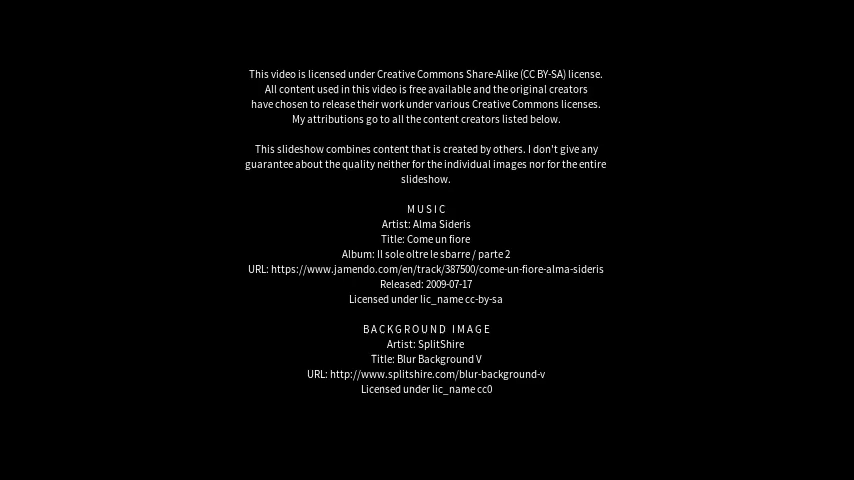 This video is licensed under Creative Commons Share-Alike (CC BY-SA) license.
All content used in this video is free available and the original creators
have chosen to release their work under various Creative Commons licenses.
My attributions go to all the content creators listed below.
This slideshow combines content that is created by others. I don't give any
guarantee about the quality neither for the individual images nor for the entire
slideshow.
MUSIC
Artist: Alma Sideris
Title: Come un fiore
Album: Il sole oltre le sbarre / parte 2
URL: https://www.jamendo.com/en/track/387500/come-un-fiore-alma-sideris
Released: 2009-07-17
Licensed under lic_name cc-by-sa
BACKGROUND IMAGE
Artist: SplitShire
Title: Blur Background V
URL: http://www.splitshire.com/blur-background-v
Licensed under lic_name cc0